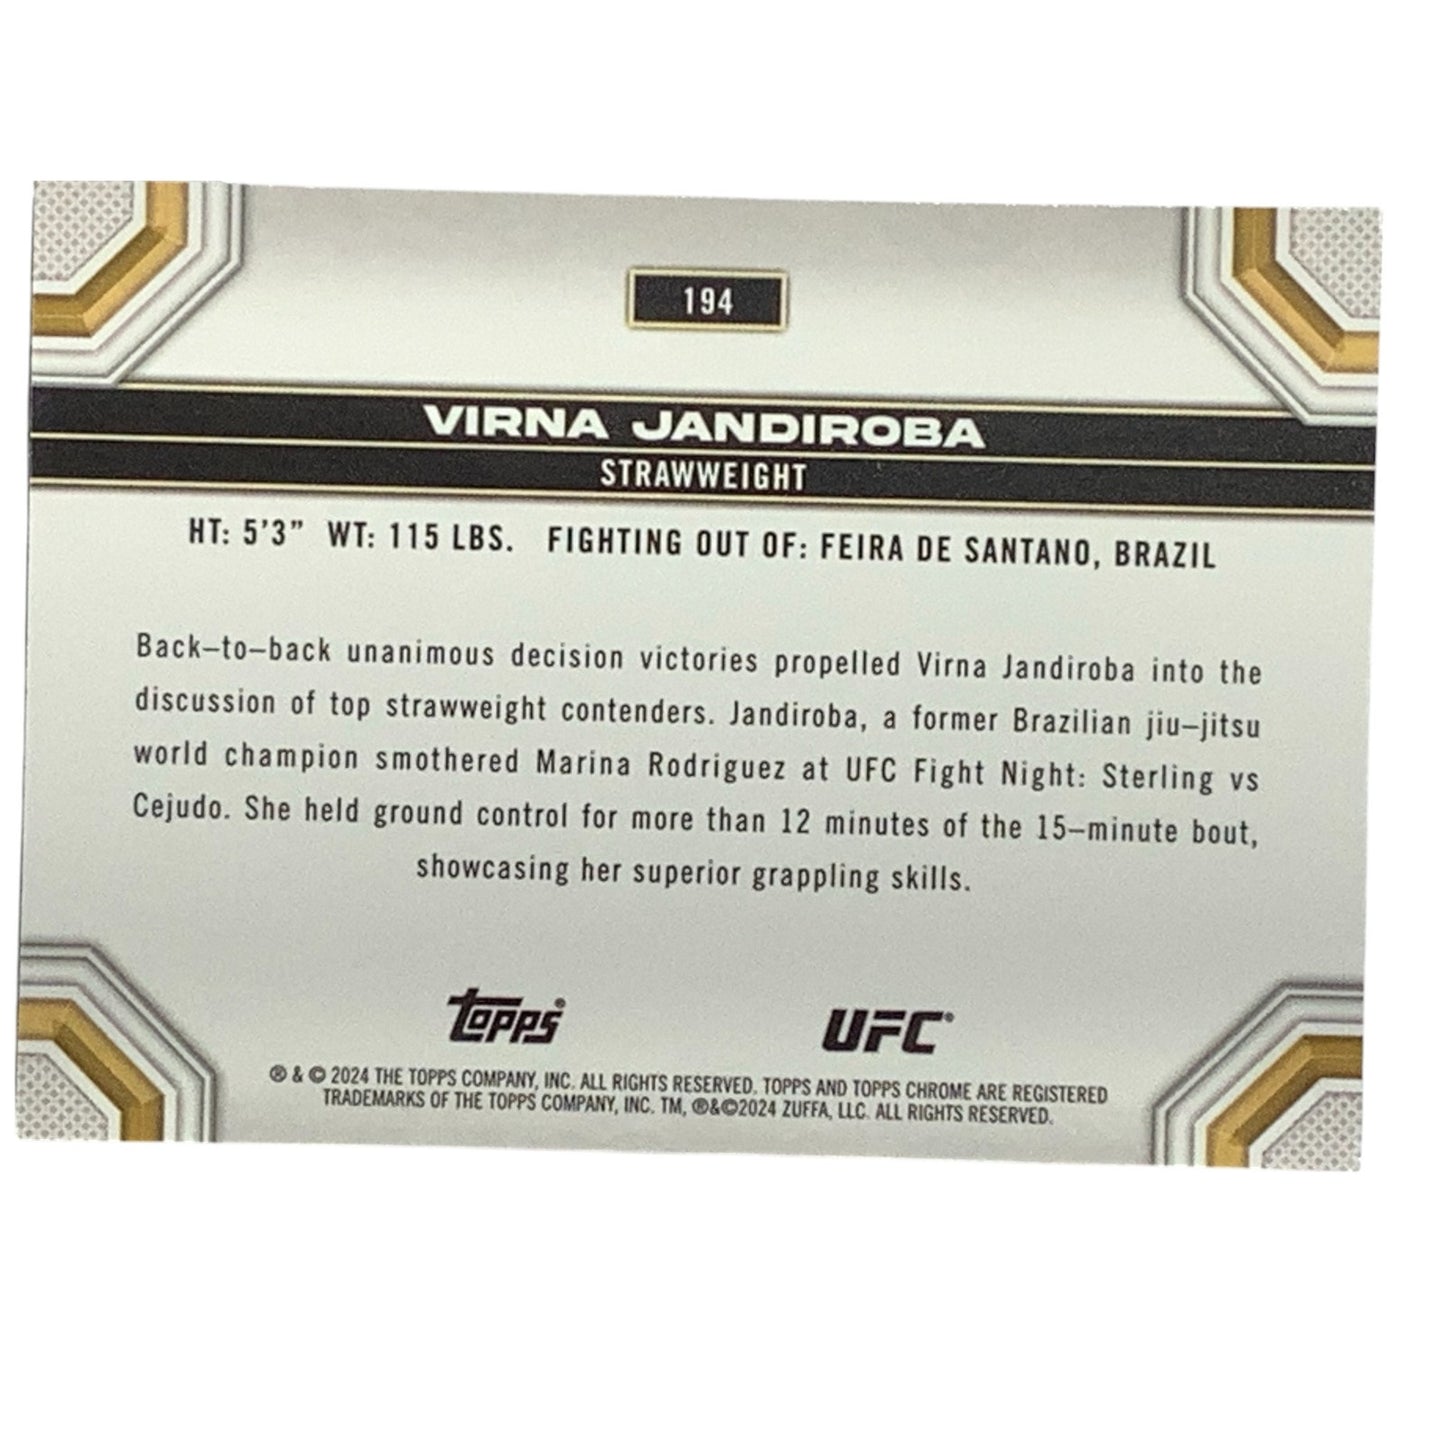 194
VIRNA JANDIROBA
STRAWWEIGHT
HT: 5'3" WT: 115 LBS. FIGHTING OUT OF: FEIRA DE SANTANO, BRAZIL
Back–to–back unanimous decision victories propelled Virna Jandiroba into the
discussion of top strawweight contenders. Jandiroba, a former Brazilian jiu–jitsu
world champion smothered Marina Rodriguez at UFC Fight Night: Sterling vs
Cejudo. She held ground control for more than 12 minutes of the 15–minute bout,
showcasing her superior grappling skills.
Topps® UFC®
® & © 2024 THE TOPPS COMPANY, INC. ALL RIGHTS RESERVED. TOPPS AND TOPPS CHROME ARE REGISTERED
TRADEMARKS OF THE TOPPS COMPANY, INC. TM, ®&©2024 ZUFFA, LLC. ALL RIGHTS RESERVED.